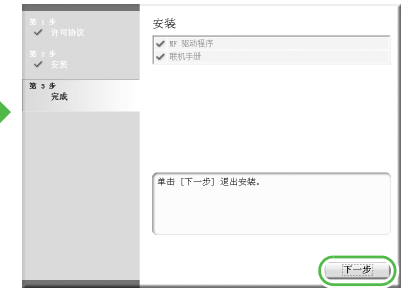 第 1 步
许可协议
第 2 步
安装
第 3 步
完成
安装
MF 驱动程序
联机手册
单击 [下一步] 退出安装。
下一步